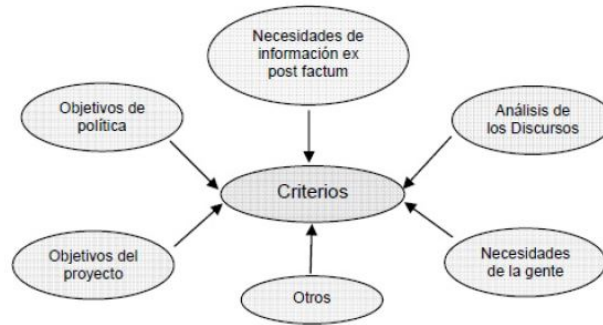 Necesidades de
información ex
post factum
Objetivos de
política
Análisis de
los Discursos
Criterios
Objetivos del
proyecto
Necesidades
de la gente
Otros